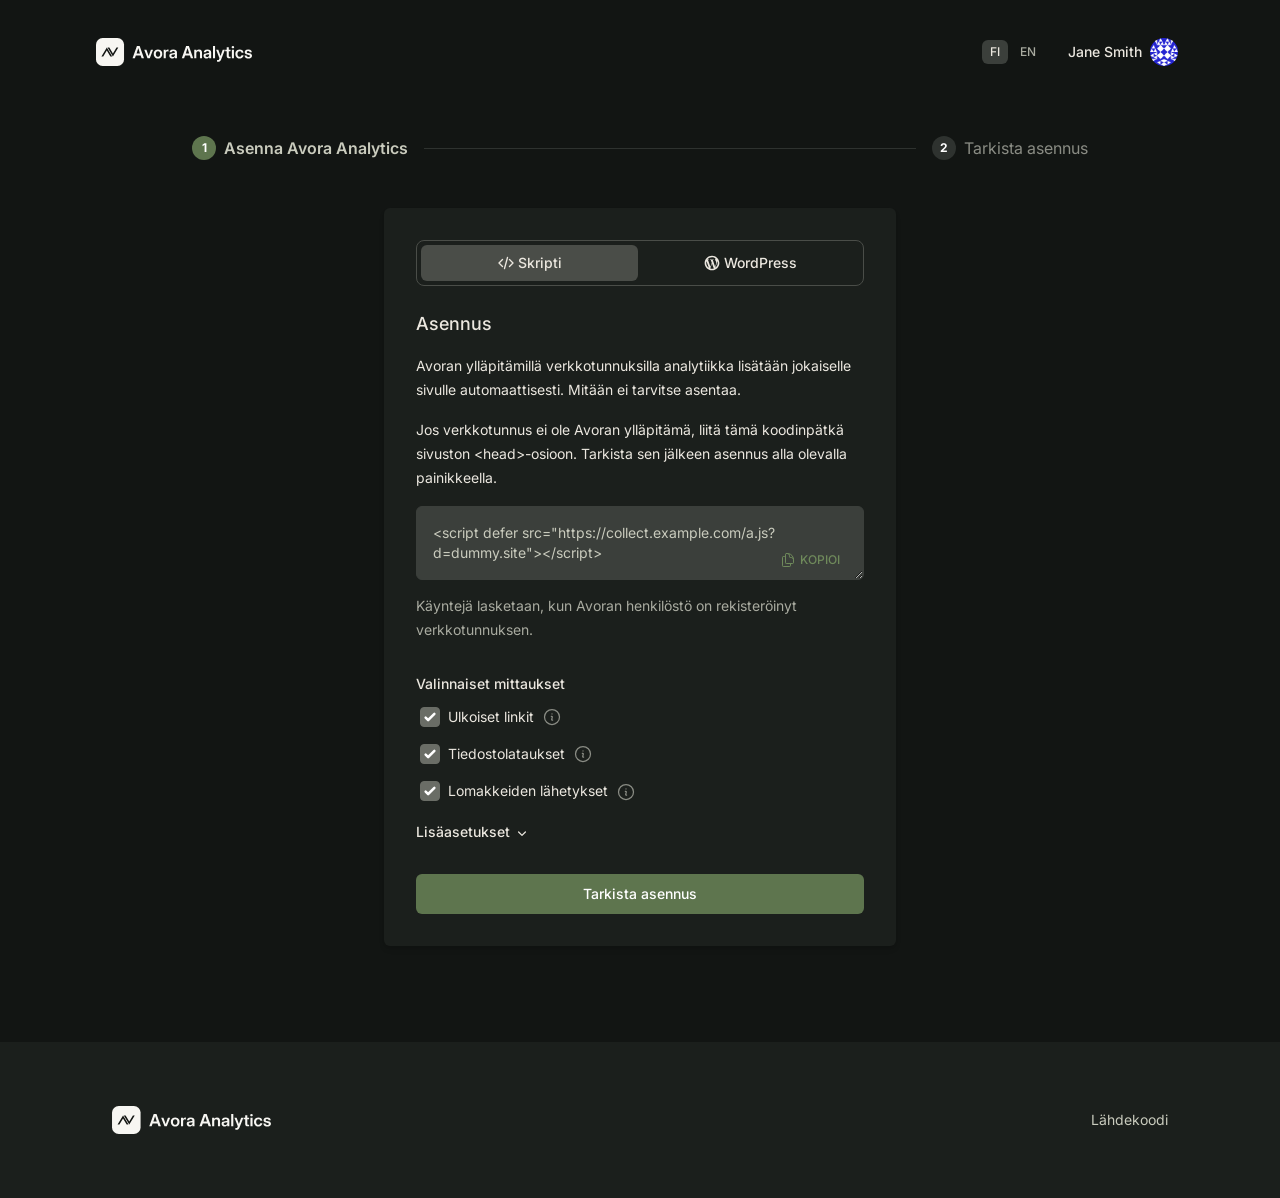 Avora Analytics
FI
EN
Jane Smith
1
Asenna Avora Analytics
2
Tarkista asennus
Skripti
WordPress
Asennus
Avoran ylläpitämillä verkkotunnuksilla analytiikka lisätään jokaiselle
sivulle automaattisesti. Mitään ei tarvitse asentaa.
Jos verkkotunnus ei ole Avoran ylläpitämä, liitä tämä koodinpätkä
sivuston <head>-osioon. Tarkista sen jälkeen asennus alla olevalla
painikkeella.
<script defer src="https://collect.example.com/a.js?
d=dummy.site"></script>
KOPIOI
Käyntejä lasketaan, kun Avoran henkilöstö on rekisteröinyt
verkkotunnuksen.
Valinnaiset mittaukset
Ulkoiset linkit
Tiedostolataukset
Lomakkeiden lähetykset
Lisäasetukset
Tarkista asennus
Avora Analytics
Lähdekoodi